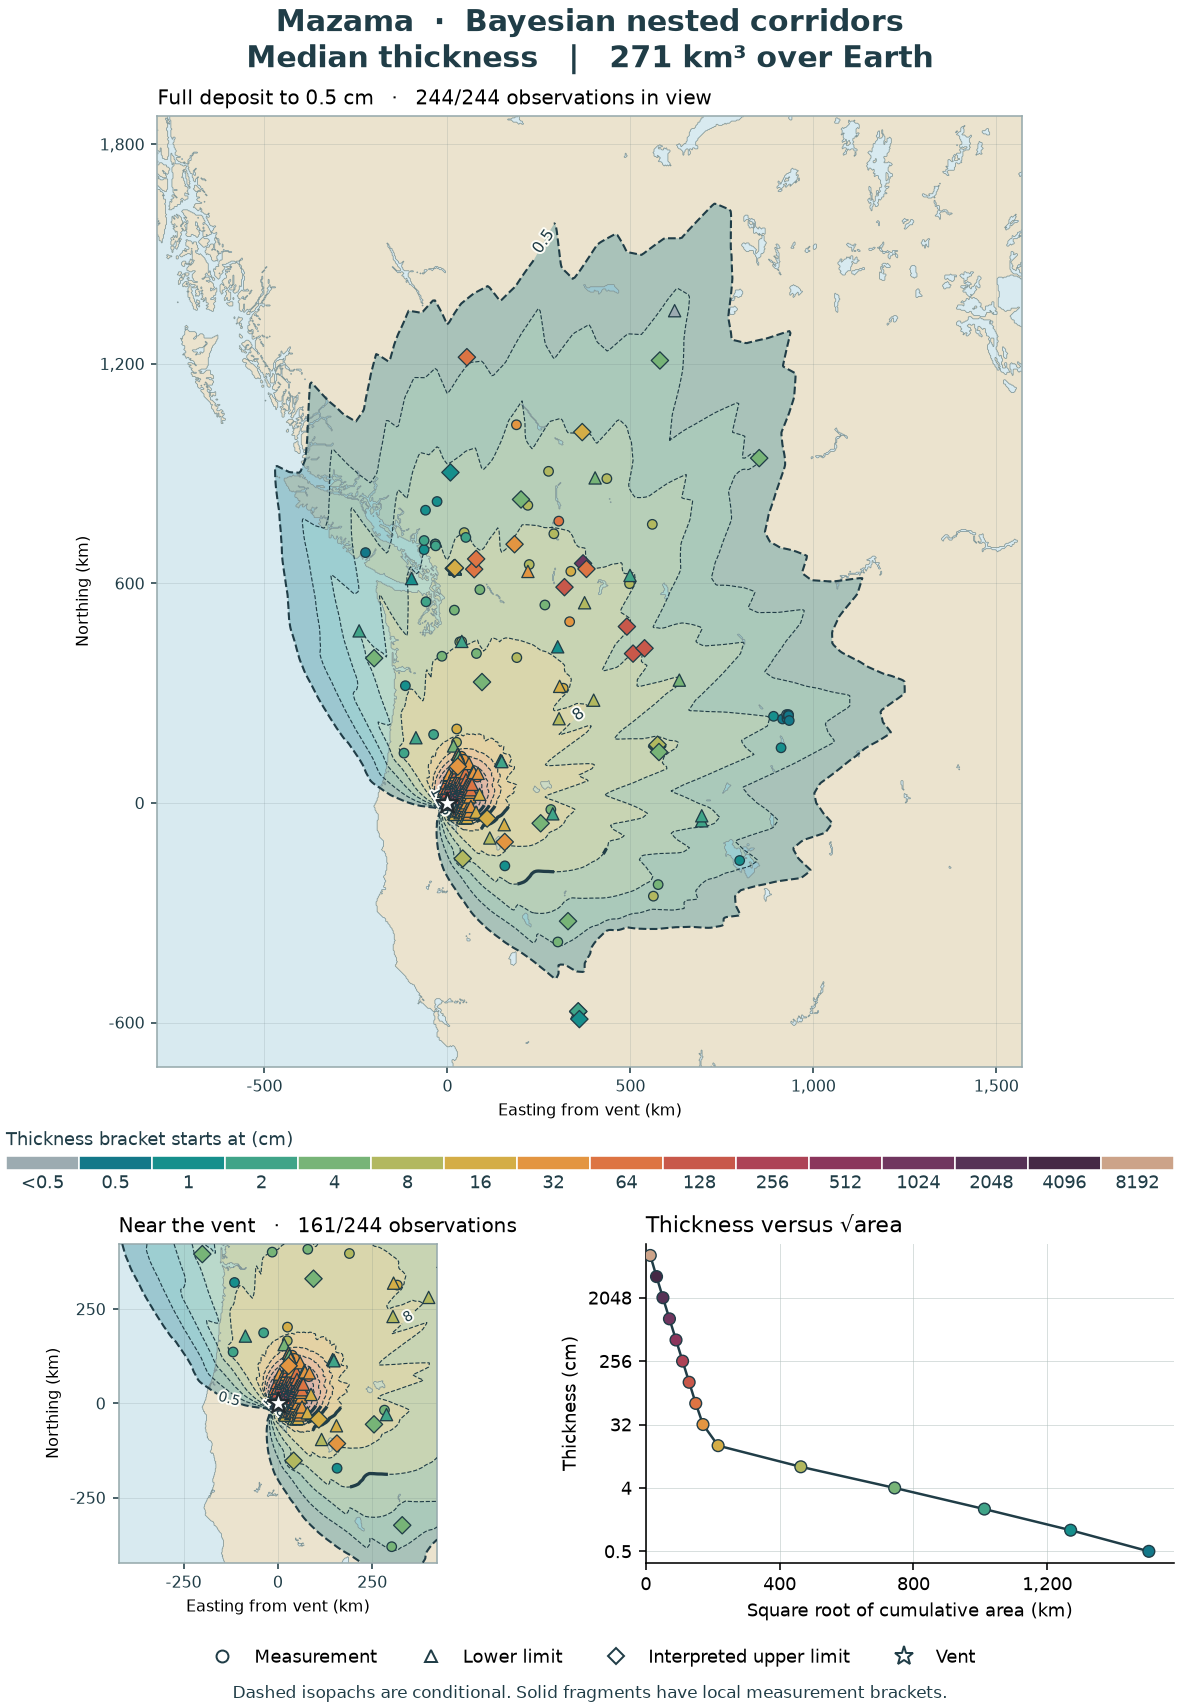 Mazama · Bayesian nested corridors
Median thickness | 271 km³ over Earth
Full deposit to 0.5 cm · 244/244 observations in view
1,800
1,200
600
0
-600
Northing (km)
0.5
8
-500
0
500
1,000
1,500
Easting from vent (km)
Thickness bracket starts at (cm)
<0.5
0.5
1
2
4
8
16
32
64
128
256
512
1024
2048
4096
8192
Near the vent · 161/244 observations
250
0
-250
Northing (km)
8
0.5
-250
0
250
Easting from vent (km)
Thickness versus √area
2048
256
32
4
0.5
Thickness (cm)
0
400
800
1,200
Square root of cumulative area (km)
Measurement
Lower limit
Interpreted upper limit
Vent
Dashed isopachs are conditional. Solid fragments have local measurement brackets.